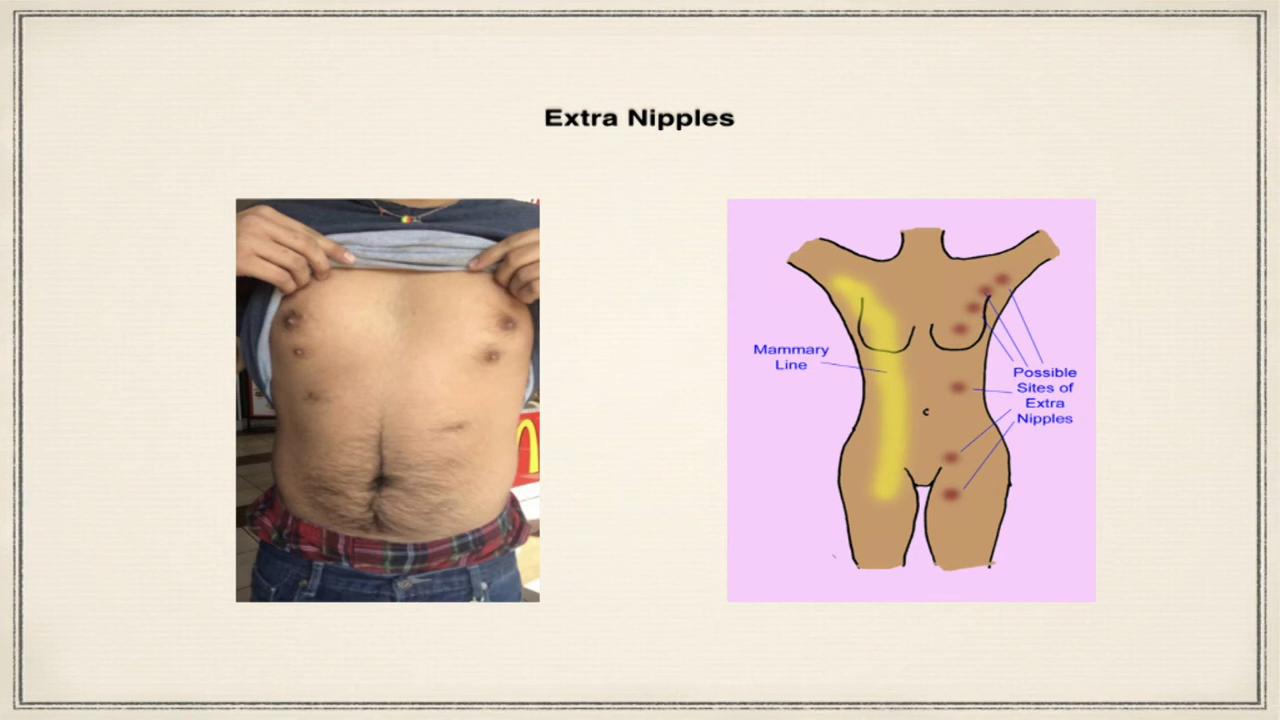 Extra Nipples
Mammary
Line
Possible
Sites of
Extra
Nipples